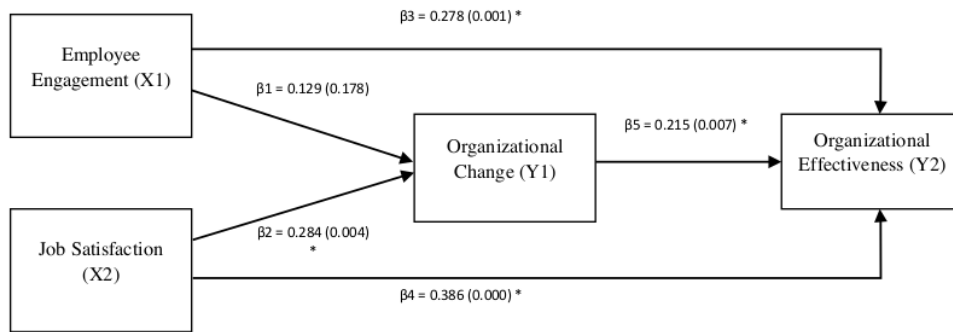 β3 = 0.278 (0.001) *
Employee
Engagement (X1)
β1 = 0.129 (0.178)
Organizational
Change (Y1)
β5 = 0.215 (0.007) *
Organizational
Effectiveness (Y2)
Job Satisfaction
(X2)
β2 = 0.284 (0.004)
*
β4 = 0.386 (0.000) *